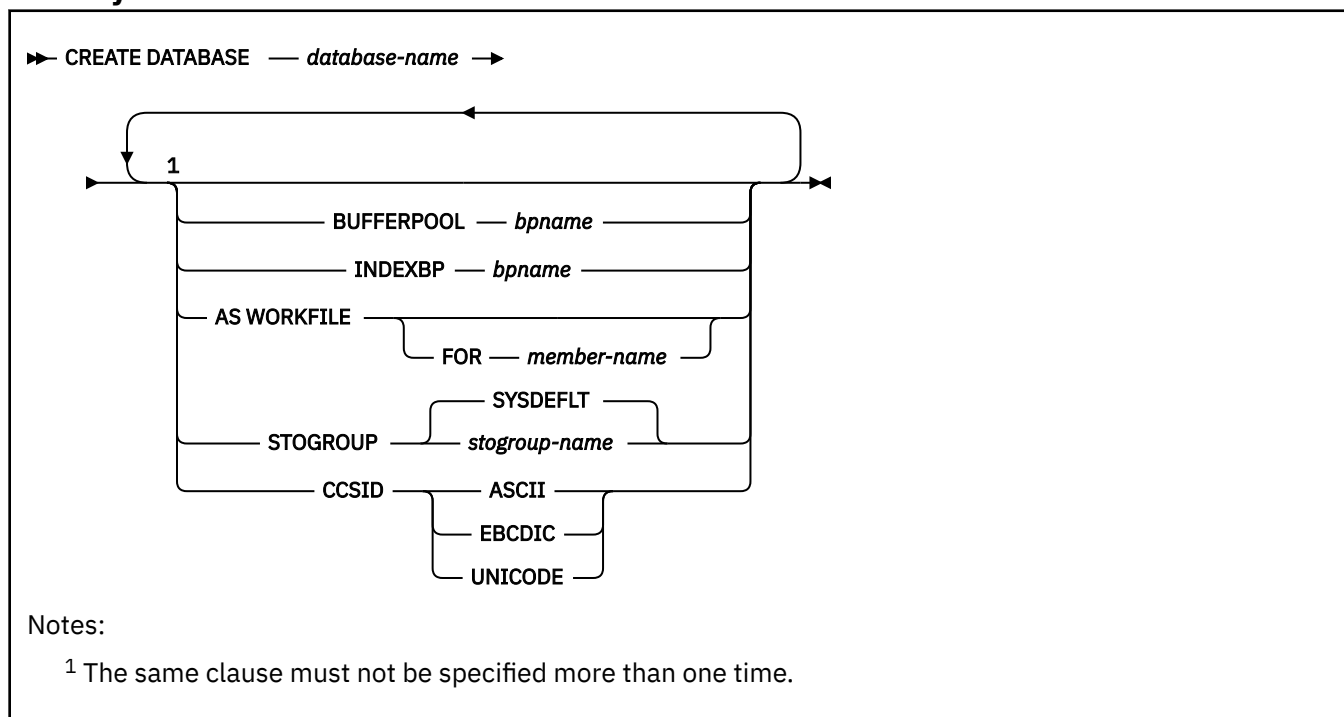 CREATE DATABASE database-name
1
BUFFERPOOL bpname
INDEXBP bpname
AS WORKFILE
FOR member-name
SYSDEFLT
STOGROUP stogroup-name
CCSID ASCII
EBCDIC
UNICODE
Notes:
1 The same clause must not be specified more than one time.